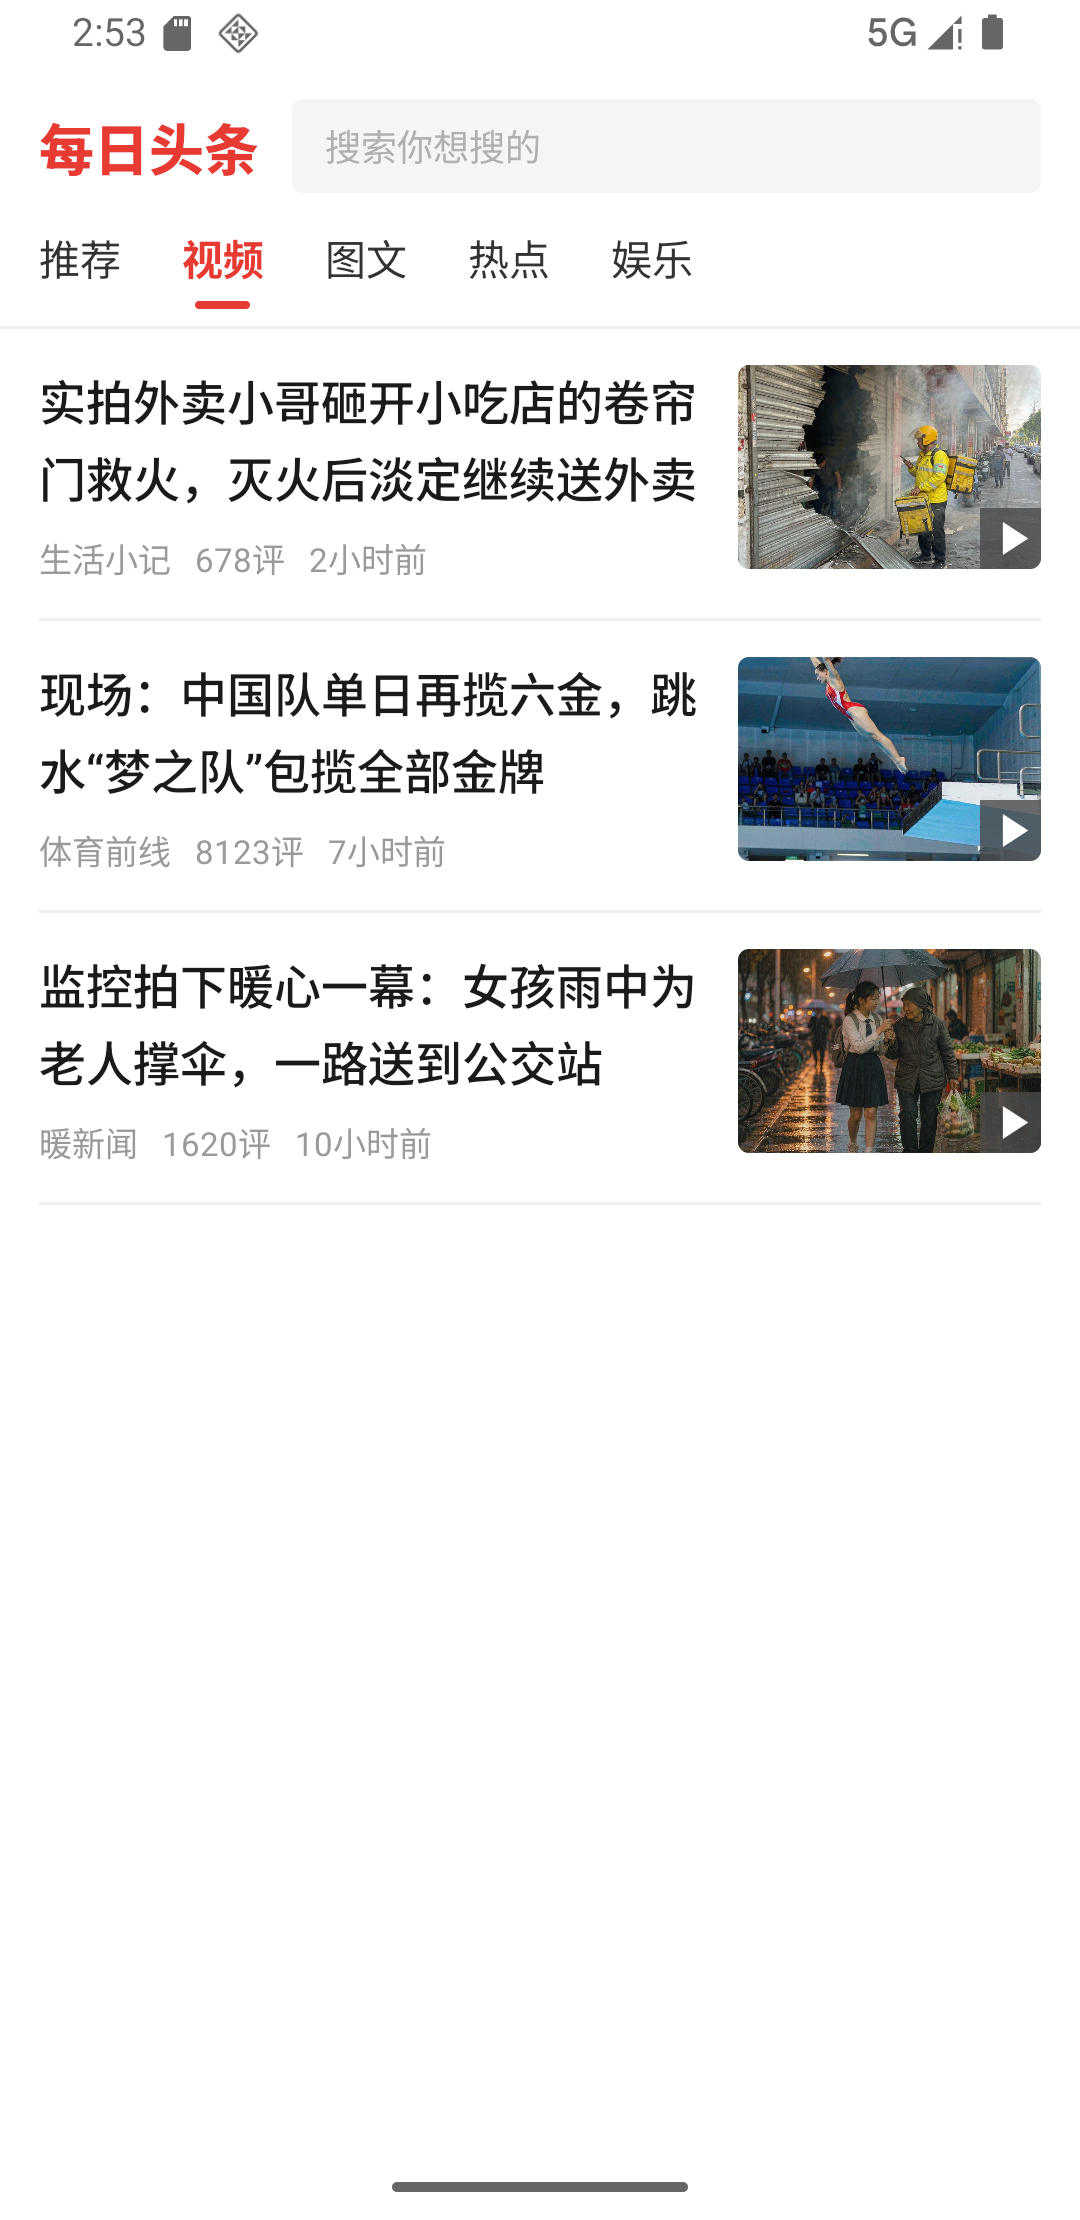 2:53
5G
每日头条
搜索你想搜的
推荐 视频 图文 热点 娱乐
实拍外卖小哥砸开小吃店的卷帘
门救火，灭火后淡定继续送外卖
生活小记 678评 2小时前
现场：中国队单日再揽六金，跳
水“梦之队”包揽全部金牌
体育前线 8123评 7小时前
监控拍下暖心一幕：女孩雨中为
老人撑伞，一路送到公交站
暖新闻 1620评 10小时前